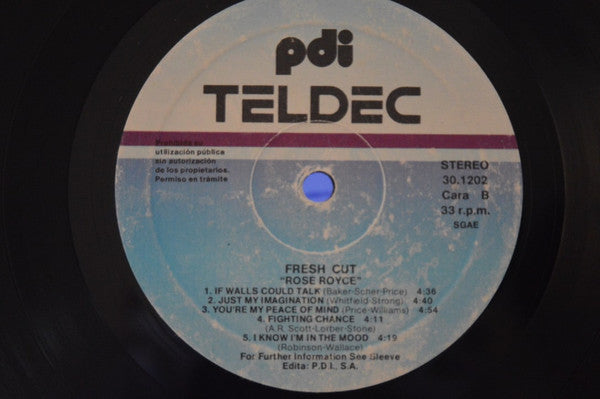 pdi
TELDEC
Prohibida su
utilización pública
sin autorización
de los propietarios.
Permiso en trámite
STEREO
30.1202
Cara B
33 r.p.m.
SGAE
FRESH CUT
"ROSE ROYCE"
1. IF WALLS COULD TALK (Baker-Scher-Price) 4:36
2. JUST MY IMAGINATION (Whitfield-Strong) 4:40
3. YOU'RE MY PEACE OF MIND (Price-Williams) 4:54
4. FIGHTING CHANCE 4:11
(A.R. Scott-Lerber-Stone)
5. I KNOW I'M IN THE MOOD 4:19
(Robinson-Wallace)
For Further Information See Sleeve
Edita: P.D.I., S.A.